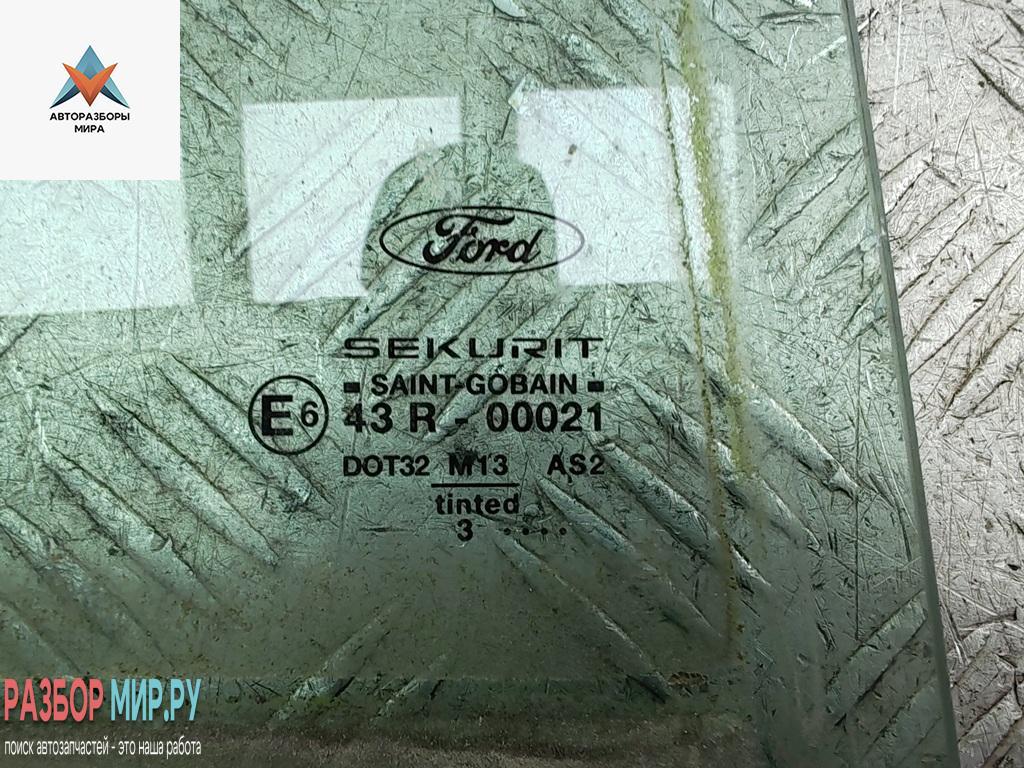 АВТОРАЗБОРЫ
МИРА
Ford
SEKURIT
SAINT-GOBAIN
E6 43 R - 00021
DOT32 M13 AS2
tinted
3 . . . .
РАЗБОР МИР.РУ
поиск автозапчастей - это наша работа